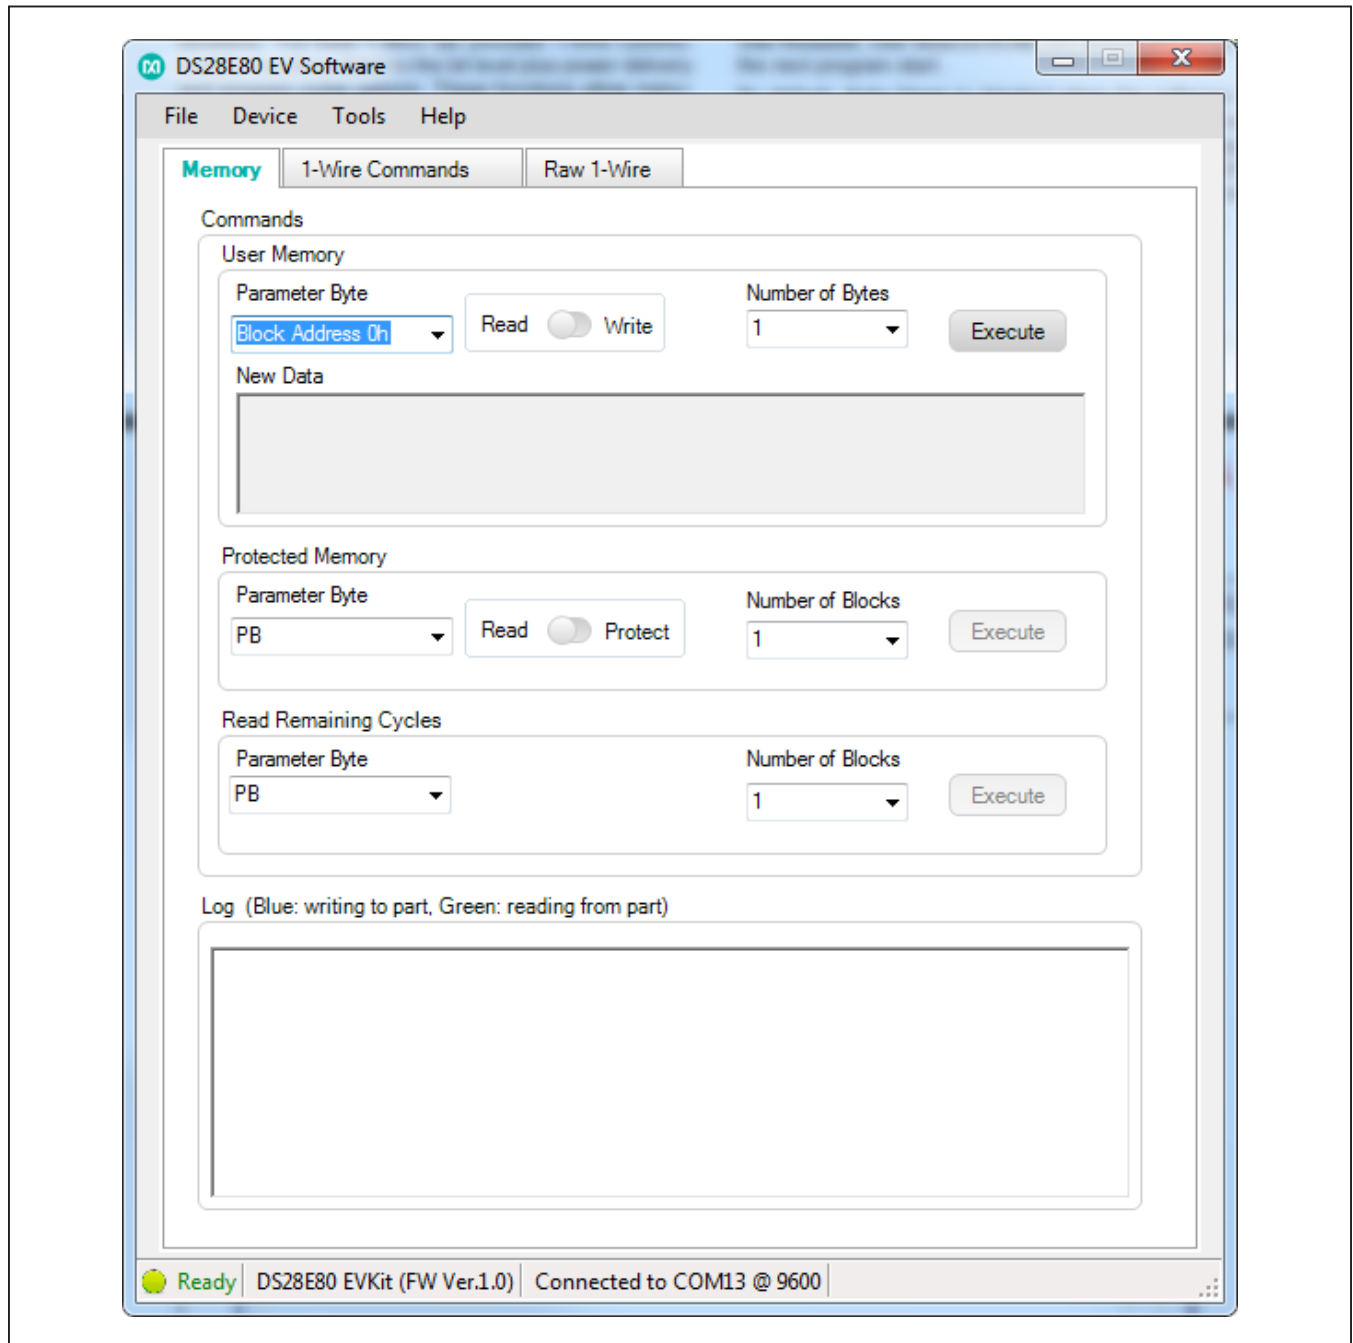 DS28E80 EV Software
File Device Tools Help
Memory 1-Wire Commands Raw 1-Wire
Commands
User Memory
Parameter Byte Number of Bytes
Block Address 0h Read Write 1 Execute
New Data
Protected Memory
Parameter Byte Number of Blocks
PB Read Protect 1 Execute
Read Remaining Cycles
Parameter Byte Number of Blocks
PB 1 Execute
Log (Blue: writing to part, Green: reading from part)
Ready DS28E80 EVKit (FW Ver.1.0) Connected to COM13 @ 9600